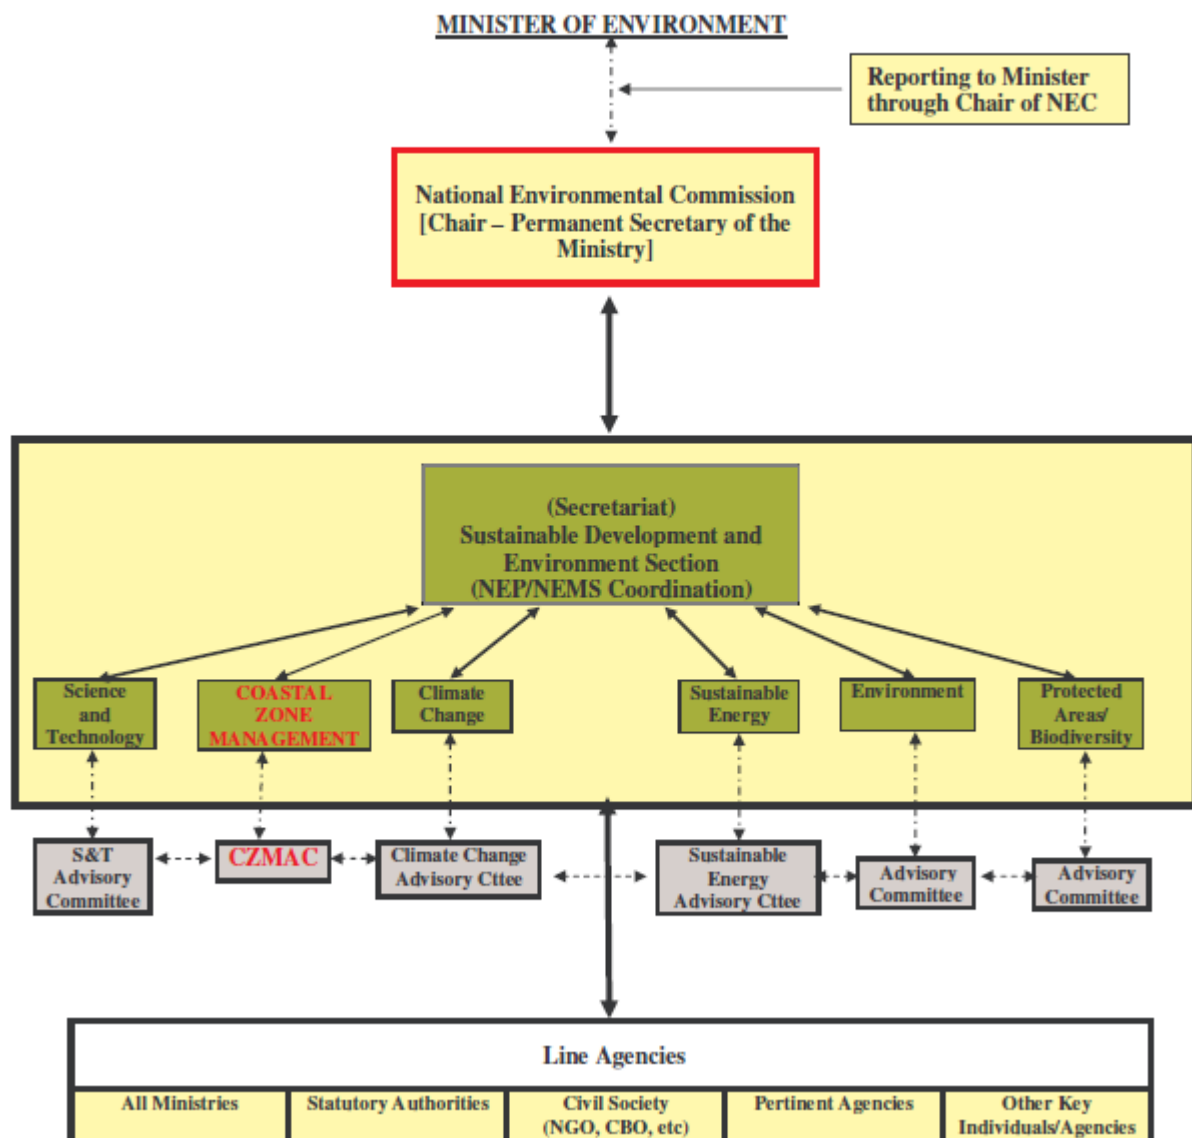 MINISTER OF ENVIRONMENT
Reporting to Minister
through Chair of NEC
National Environmental Commission
[Chair – Permanent Secretary of the
Ministry]
(Secretariat)
Sustainable Development and
Environment Section
(NEP/NEMS Coordination)
Science
and
Technology
COASTAL
ZONE
MANAGEMENT
Climate
Change
Sustainable
Energy
Environment
Protected
Areas/
Biodiversity
S&T
Advisory
Committee
CZMAC
Climate Change
Advisory Cttee
Sustainable
Energy
Advisory Cttee
Advisory
Committee
Advisory
Committee
Line Agencies
All Ministries
Statutory Authorities
Civil Society
(NGO, CBO, etc)
Pertinent Agencies
Other Key
Individuals/Agencies